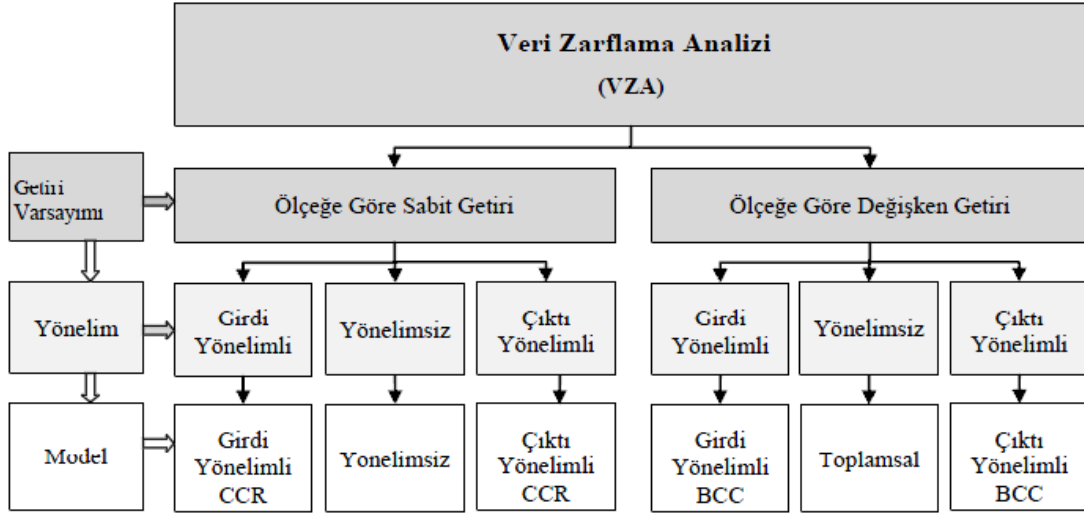 Veri Zarflama Analizi
(VZA)
Getiri
Varsayımı
Ölçeğe Göre Sabit Getiri
Ölçeğe Göre Değişken Getiri
Yönelim
Girdi
Yönelimli
Yönelimsiz
Çıktı
Yönelimli
Girdi
Yönelimli
Yönelimsiz
Çıktı
Yönelimli
Model
Girdi
Yönelimli
CCR
Yonelimsiz
Çıktı
Yönelimli
CCR
Girdi
Yönelimli
BCC
Toplamsal
Çıktı
Yönelimli
BCC